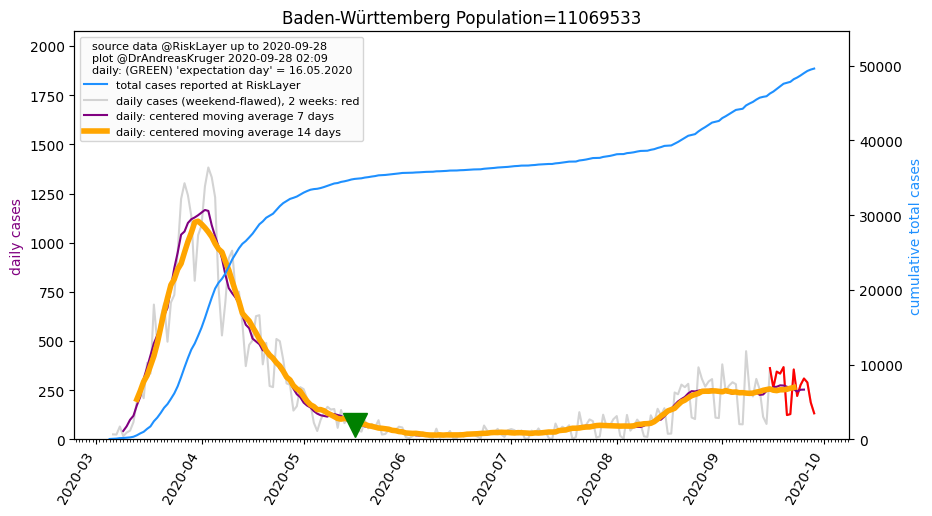 Baden-Württemberg Population=11069533
source data @RiskLayer up to 2020-09-28
plot @DrAndreasKruger 2020-09-28 02:09
daily: (GREEN) 'expectation day' = 16.05.2020
total cases reported at RiskLayer
daily cases (weekend-flawed), 2 weeks: red
daily: centered moving average 7 days
daily: centered moving average 14 days
daily cases
2000
1750
1500
1250
1000
750
500
250
0
50000
40000
30000
20000
10000
0
cumulative total cases
2020-03
2020-04
2020-05
2020-06
2020-07
2020-08
2020-09
2020-10